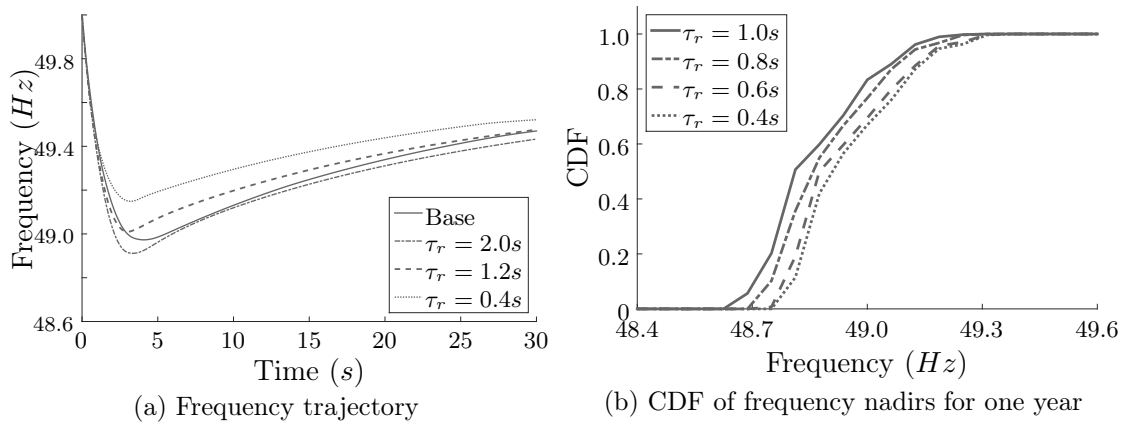 Frequency (Hz)
49.8
49.4
49.0
48.6
0 5 10 15 20 25 30
Time (s)
Base
τr = 2.0s
τr = 1.2s
τr = 0.4s
(a) Frequency trajectory
CDF
1.0
0.8
0.6
0.4
0.2
0
48.4 48.7 49.0 49.3 49.6
Frequency (Hz)
τr = 1.0s
τr = 0.8s
τr = 0.6s
τr = 0.4s
(b) CDF of frequency nadirs for one year